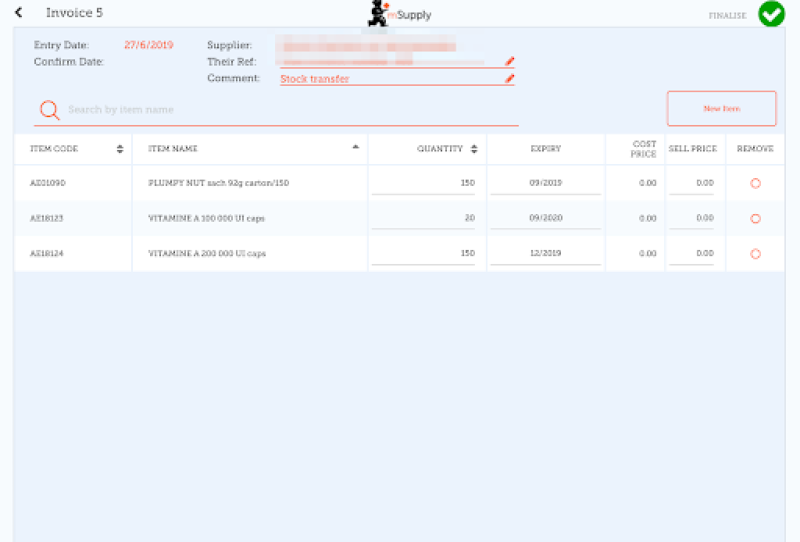 Invoice 5
mSupply
FINALISE
Entry Date: 27/6/2019
Supplier:
Confirm Date:
Their Ref:
Comment: Stock transfer
Search by item name
New Item
ITEM CODE ITEM NAME QUANTITY EXPIRY COST PRICE SELL PRICE REMOVE
AE01090 PLUMPY NUT sach 92g carton/150 150 09/2019 0.00 0.00
AE18123 VITAMINE A 100 000 UI caps 20 09/2020 0.00 0.00
AE18124 VITAMINE A 200 000 UI caps 150 12/2019 0.00 0.00